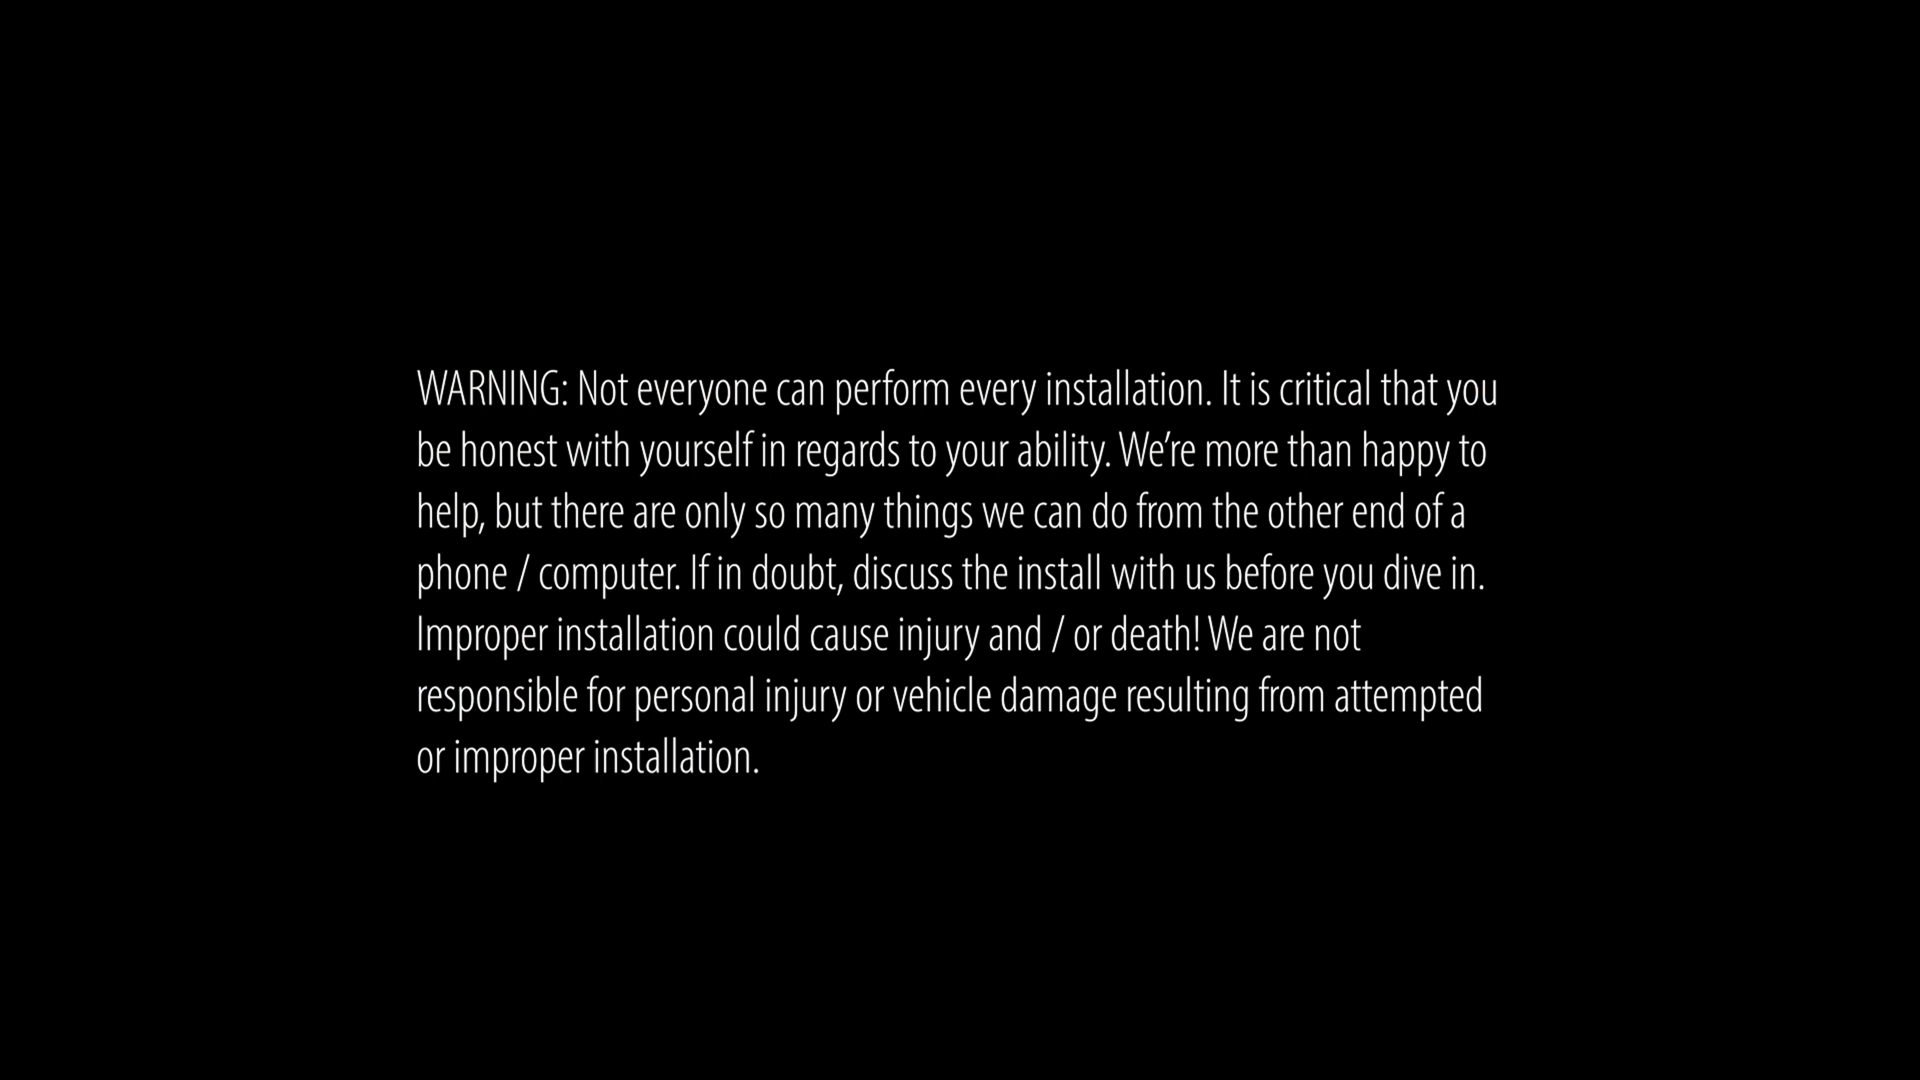 WARNING: Not everyone can perform every installation. It is critical that you
be honest with yourself in regards to your ability. We’re more than happy to
help, but there are only so many things we can do from the other end of a
phone / computer. If in doubt, discuss the install with us before you dive in.
Improper installation could cause injury and / or death! We are not
responsible for personal injury or vehicle damage resulting from attempted
or improper installation.